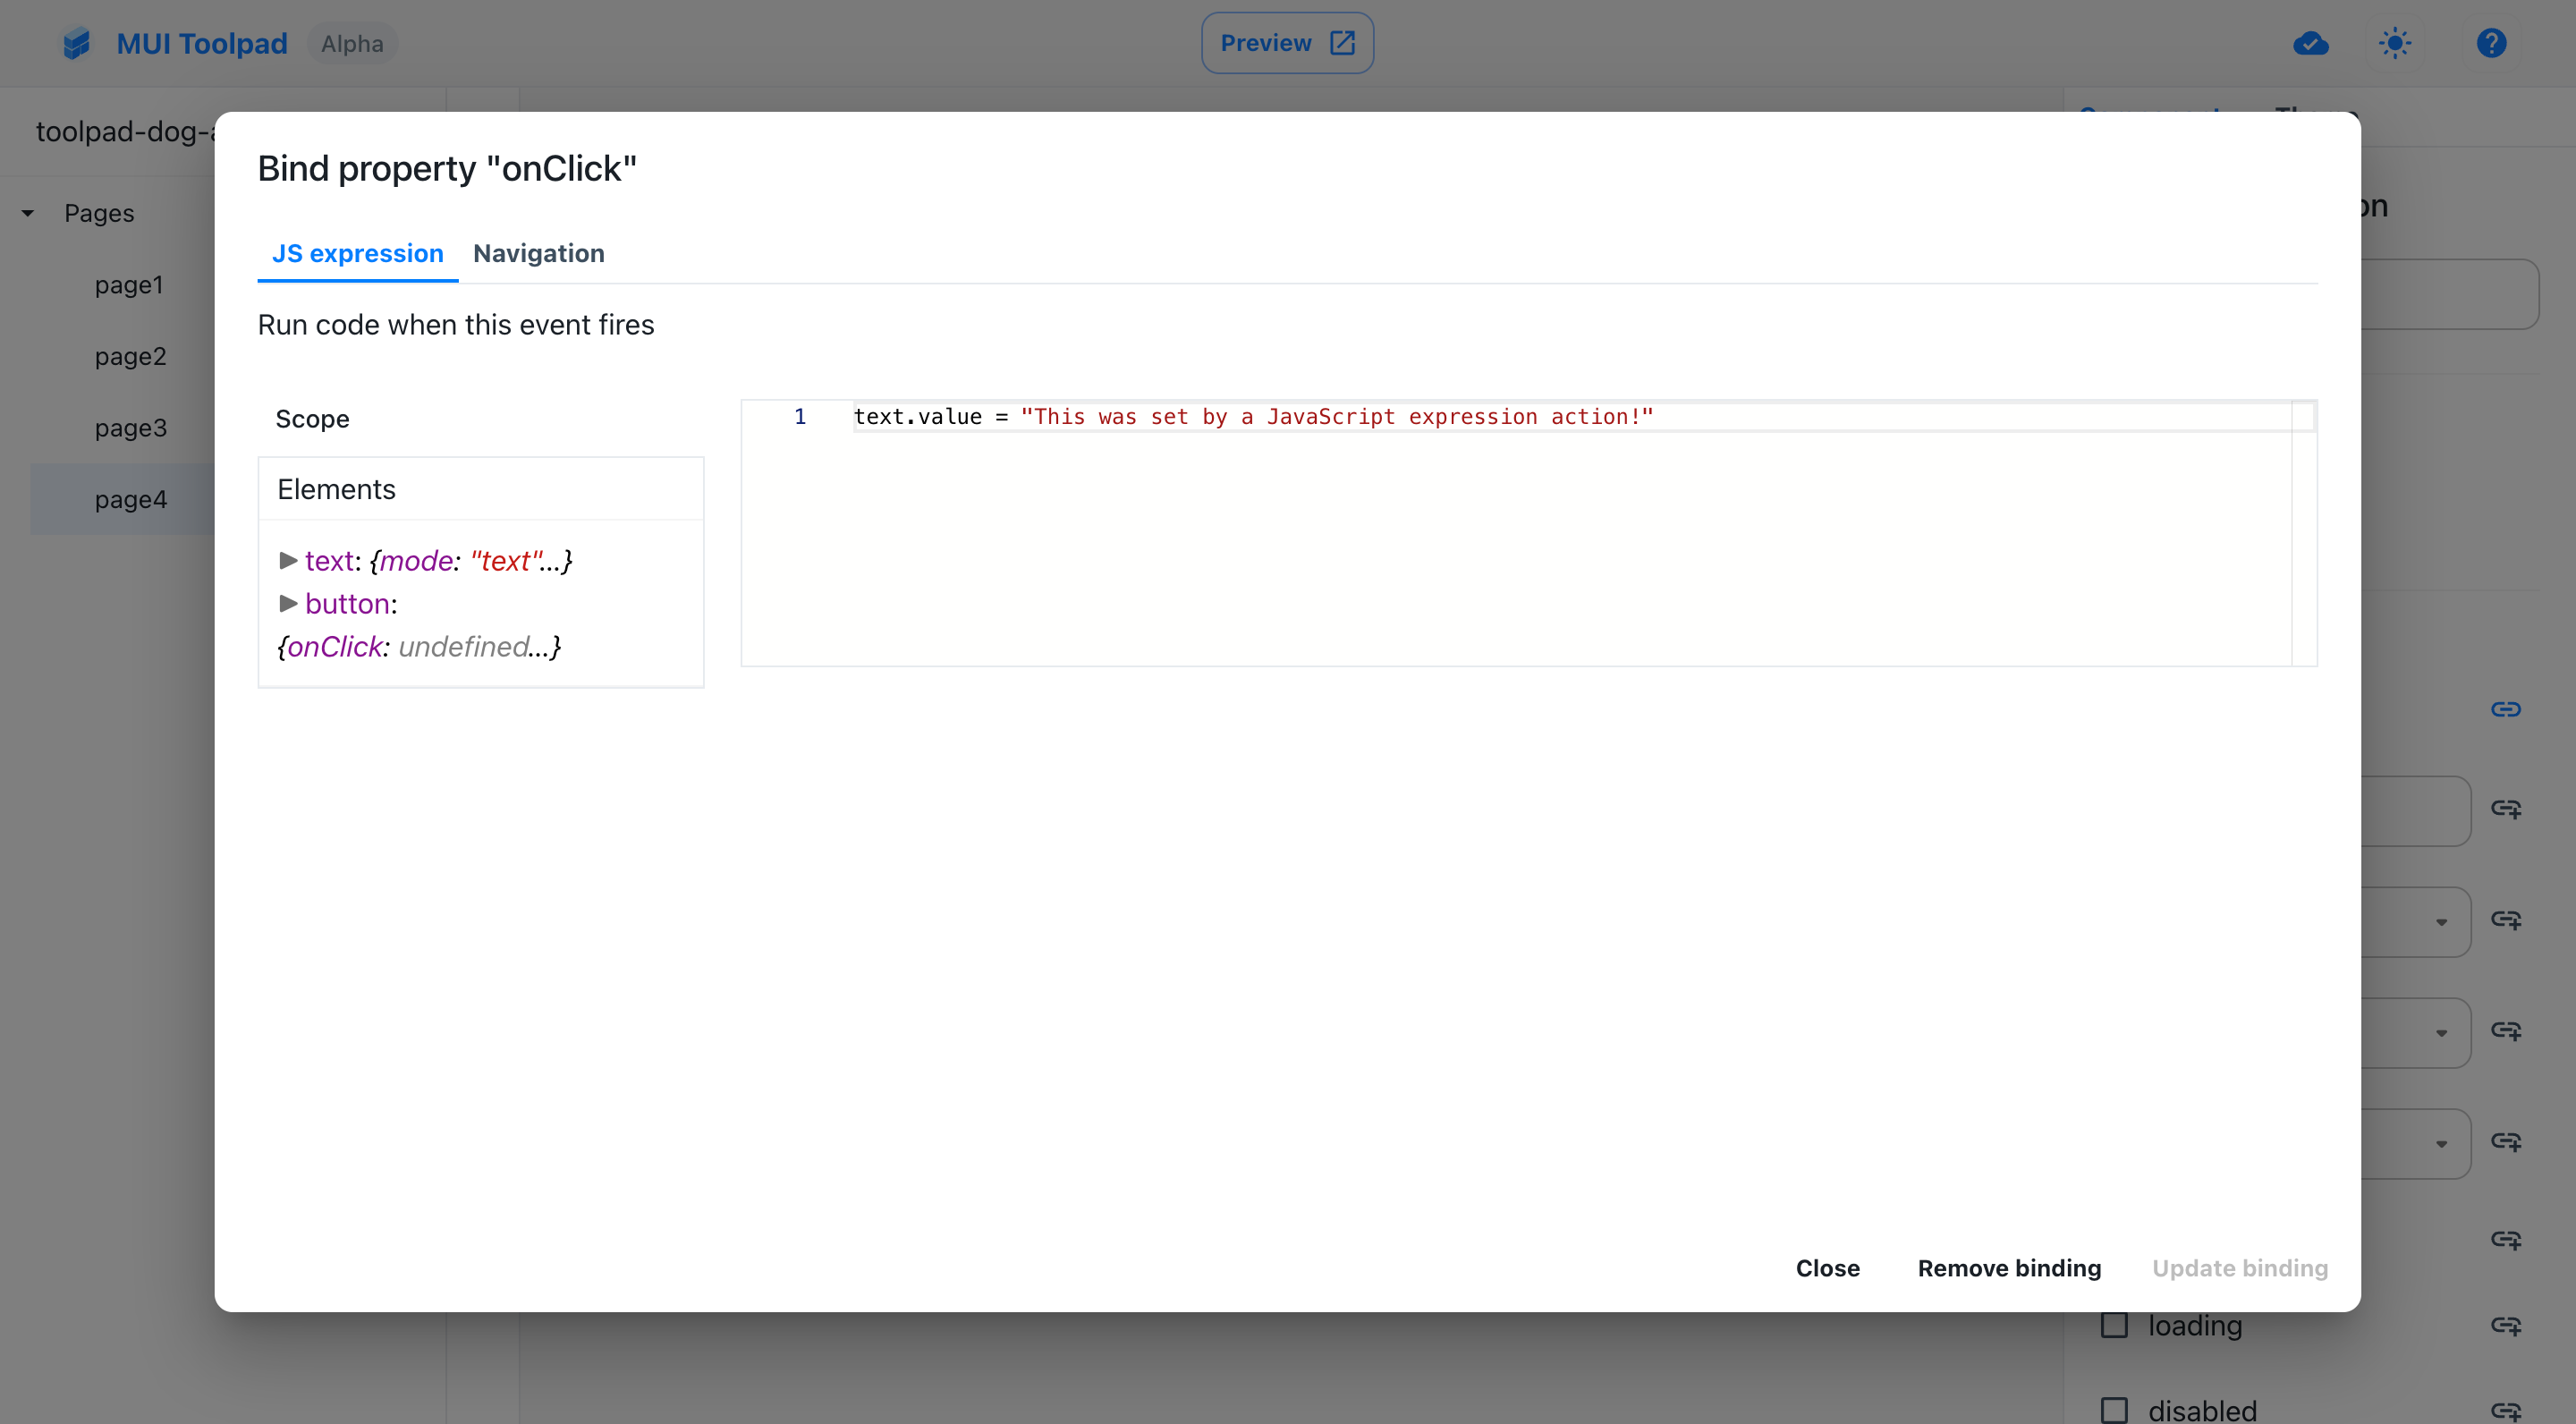 MUI Toolpad Alpha
Preview
toolpad-dog-
Pages
page1
page2
page3
page4
Bind property "onClick"
JS expression Navigation
Run code when this event fires
Scope
Elements
text: {mode: "text"…}
button:
{onClick: undefined…}
1 text.value = "This was set by a JavaScript expression action!"
Close Remove binding Update binding
loading
disabled